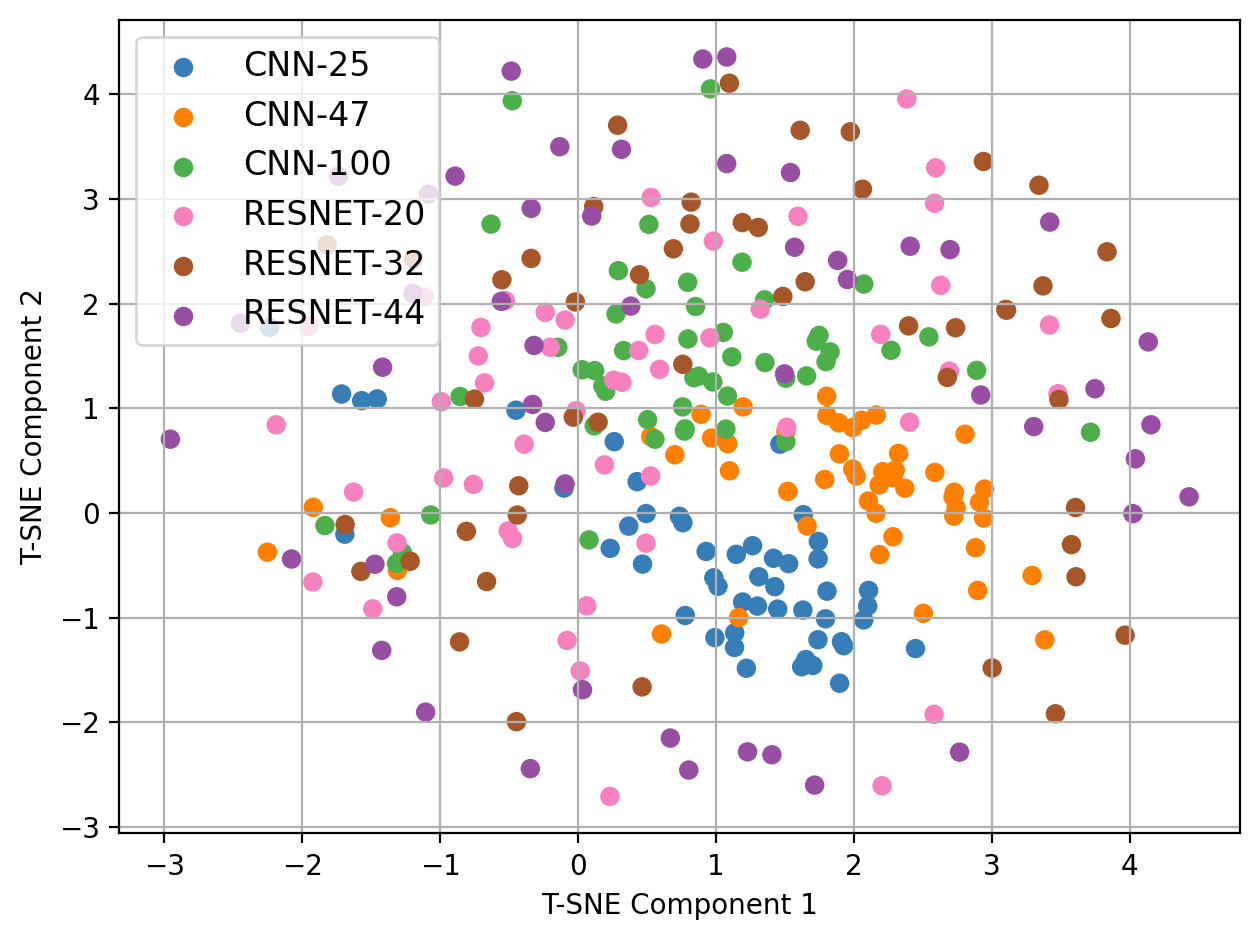 CNN-25
CNN-47
CNN-100
RESNET-20
RESNET-32
RESNET-44
4
3
2
1
0
−1
−2
−3
T-SNE Component 2
−3 −2 −1 0 1 2 3 4
T-SNE Component 1